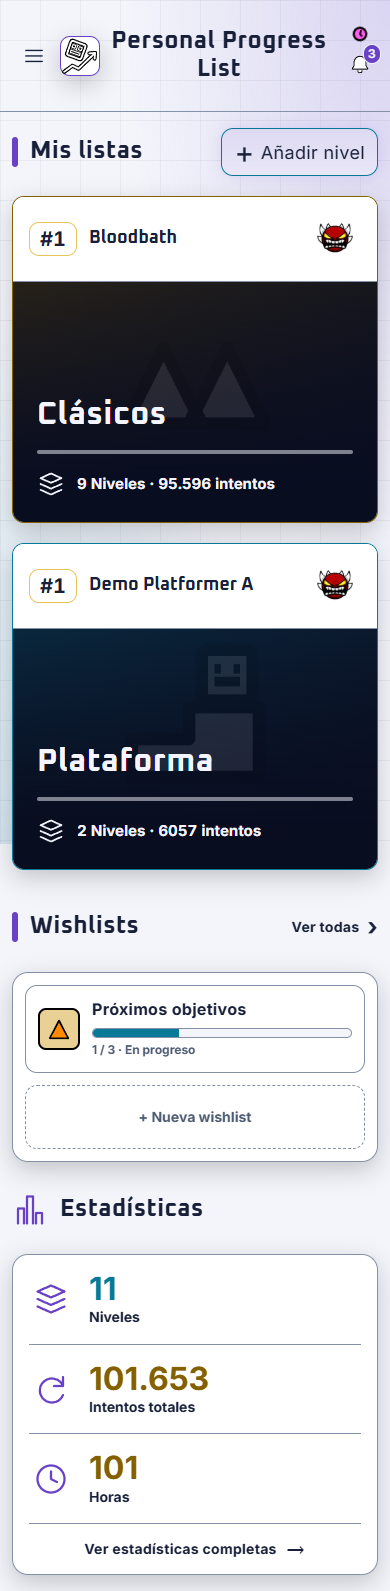 Personal Progress
List
3
Mis listas
+ Añadir nivel
#1 Bloodbath
Clásicos
9 Niveles · 95.596 intentos
#1 Demo Platformer A
Plataforma
2 Niveles · 6057 intentos
Wishlists
Ver todas
Próximos objetivos
1 / 3 · En progreso
+ Nueva wishlist
Estadísticas
11
Niveles
101.653
Intentos totales
101
Horas
Ver estadísticas completas →